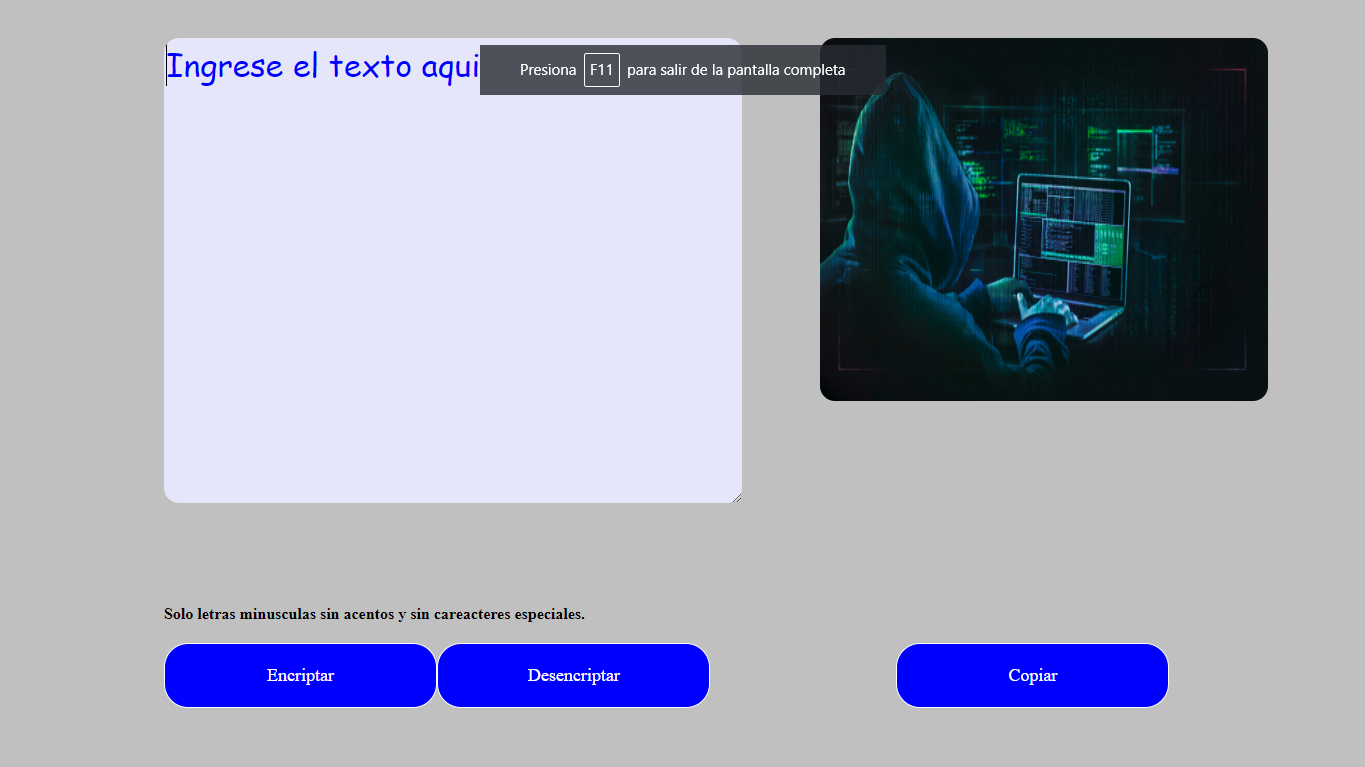 Ingrese el texto aqui
Presiona F11 para salir de la pantalla completa
Solo letras minusculas sin acentos y sin careacteres especiales.
Encriptar
Desencriptar
Copiar